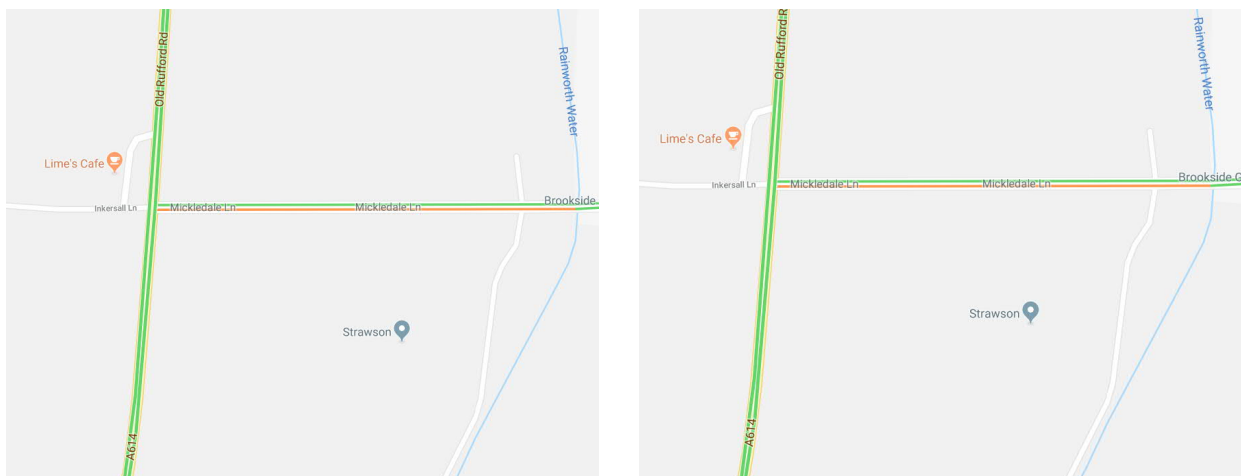 Old Rufford Rd
Rainworth Water
Lime's Cafe
Inkersall Ln
Mickledale Ln
Mickledale Ln
Brookside
Strawson
A614
Old Rufford R
Rainworth Water
Lime's Cafe
Inkersall Ln
Mickledale Ln
Mickledale Ln
Brookside G
Strawson
A614